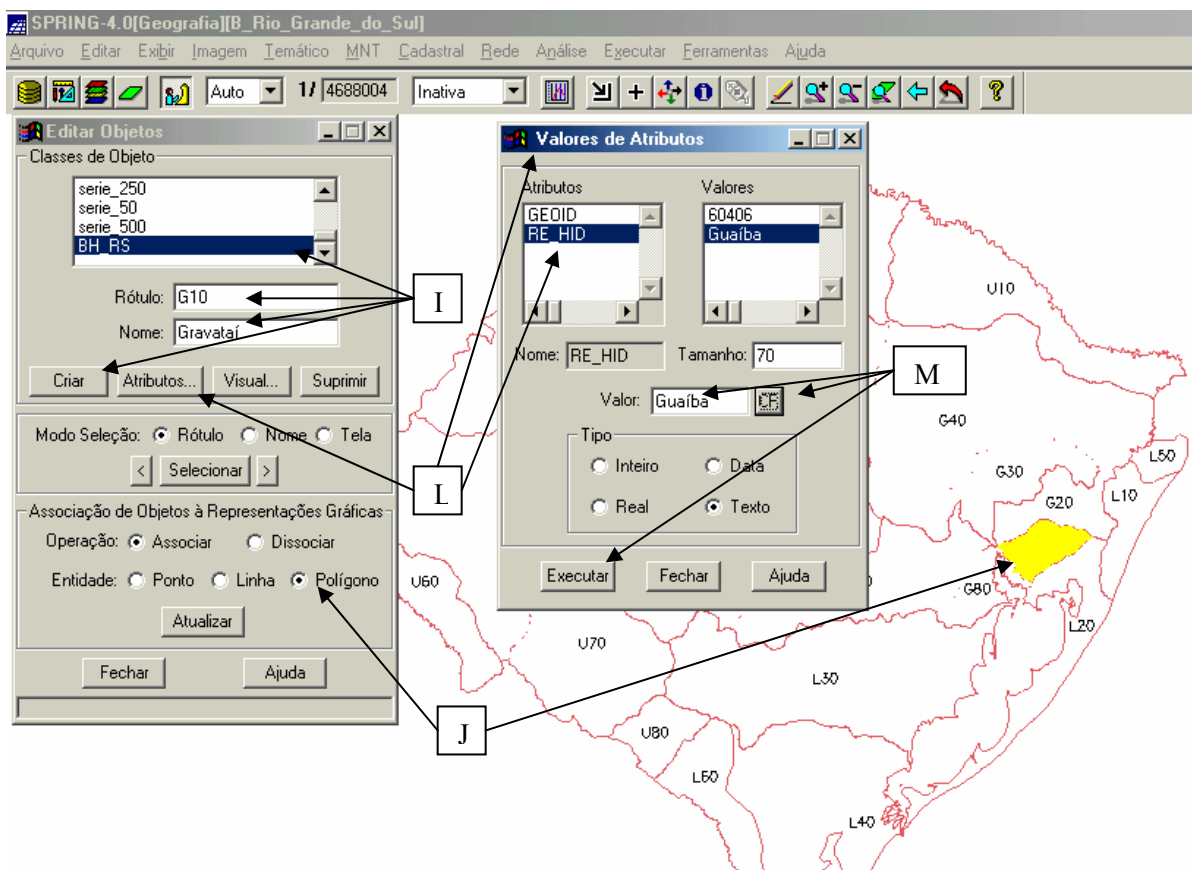 SPRING-4.0[Geografia][B_Rio_Grande_do_Sul]
Arquivo Editar Exibir Imagem Temático MNT Cadastral Rede Análise Executar Ferramentas Ajuda
Auto 1/ 4688004 Inativa ?
Editar Objetos
Classes de Objeto
serie_250
serie_50
serie_500
BH_RS
Rótulo: G10
Nome: Gravataí
Criar Atributos... Visual... Suprimir
Modo Seleção: Rótulo Nome Tela
< Selecionar >
Associação de Objetos à Representações Gráficas
Operação: Associar Dissociar
Entidade: Ponto Linha Polígono
Atualizar
Fechar Ajuda
I
L
J
Valores de Atributos
Atributos Valores
GEOID 60406
RE_HID Guaíba
Nome: RE_HID Tamanho: 70
Valor: Guaíba CR
Tipo
Inteiro Data
Real Texto
Executar Fechar Ajuda
M
U10
G40
L50
G30
G20
L10
U60
G80
L20
U70
L30
U80
L60
L40